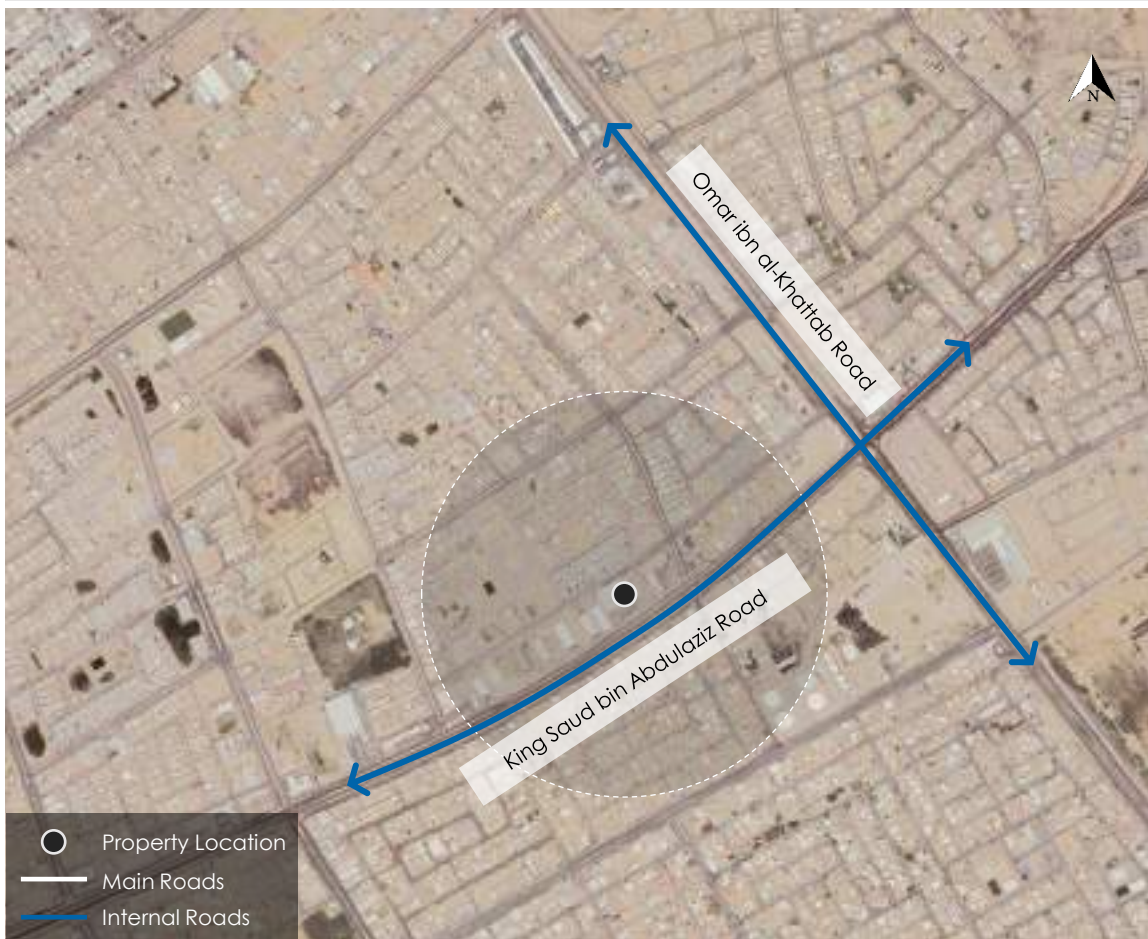 N
Omar ibn al-Khattab Road
King Saud bin Abdulaziz Road
Property Location
Main Roads
Internal Roads